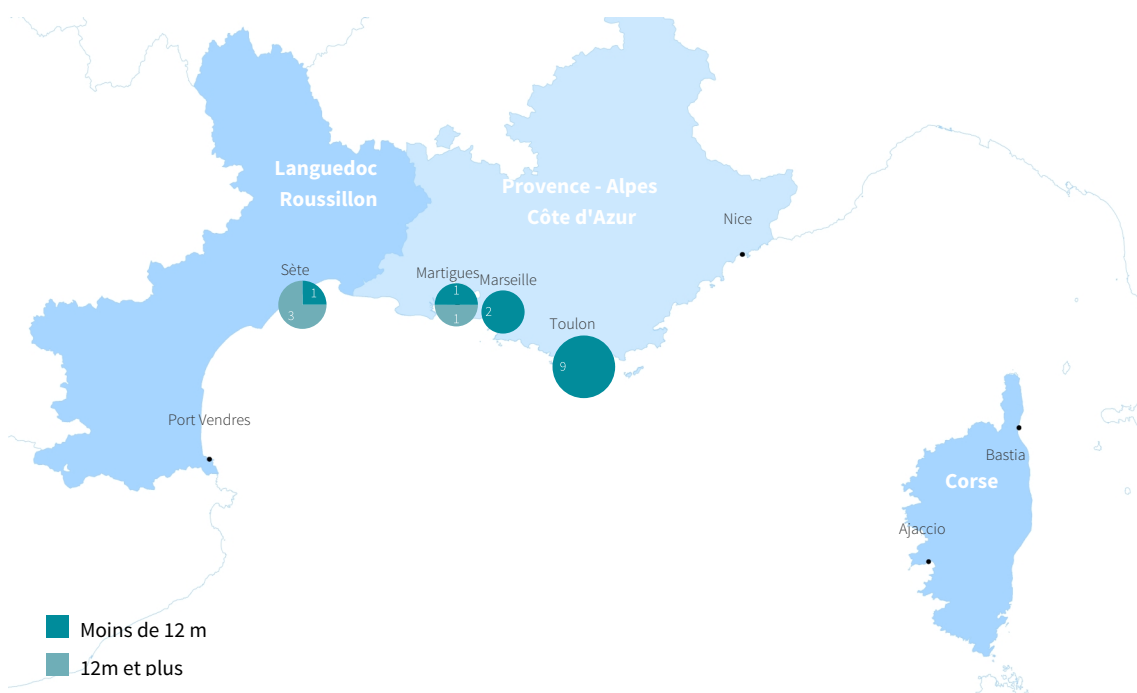 Languedoc
Roussillon
Provence - Alpes
Côte d'Azur
Nice
Sète
1
3
Martigues
1
1
Marseille
2
Toulon
9
Port Vendres
Bastia
Corse
Ajaccio
Moins de 12 m
12m et plus